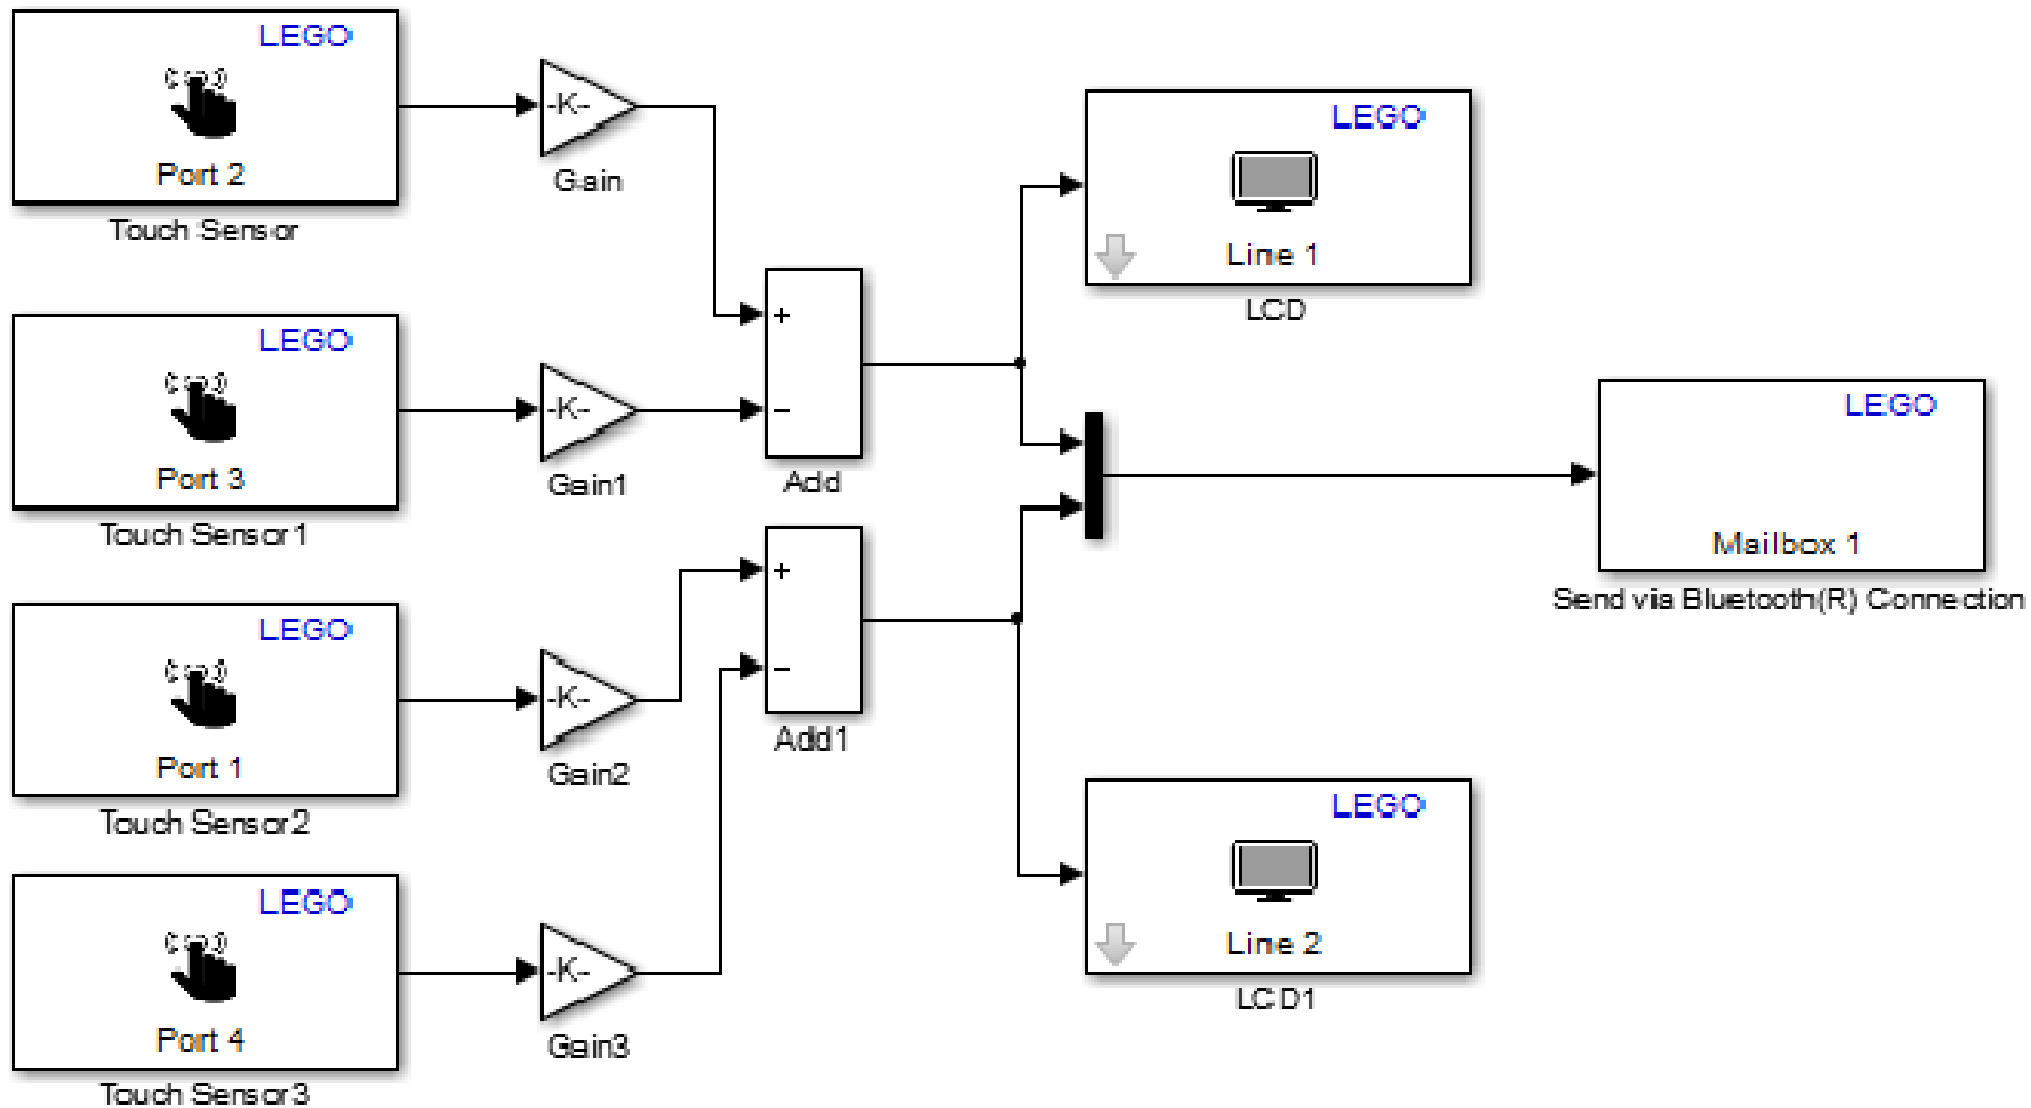 LEGO
Port 2
Touch Sensor
-K-
Gain
LEGO
Port 3
Touch Sensor1
-K-
Gain1
+
−
Add
LEGO
Port 1
Touch Sensor2
-K-
Gain2
+
−
Add1
LEGO
Port 4
Touch Sensor3
-K-
Gain3
LEGO
Line 1
LCD
LEGO
Mailbox 1
Send via Bluetooth(R) Connection
LEGO
Line 2
LCD1